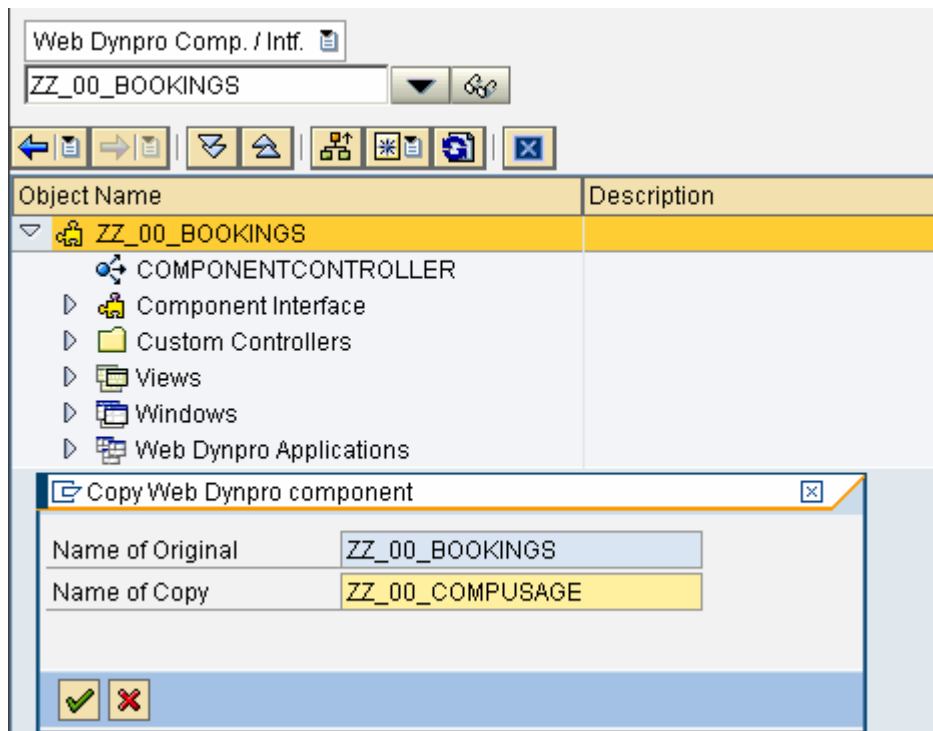 Web Dynpro Comp. / Intf.
ZZ_00_BOOKINGS
Object Name Description
ZZ_00_BOOKINGS
COMPONENTCONTROLLER
Component Interface
Custom Controllers
Views
Windows
Web Dynpro Applications
Copy Web Dynpro component
Name of Original ZZ_00_BOOKINGS
Name of Copy ZZ_00_COMPUSAGE